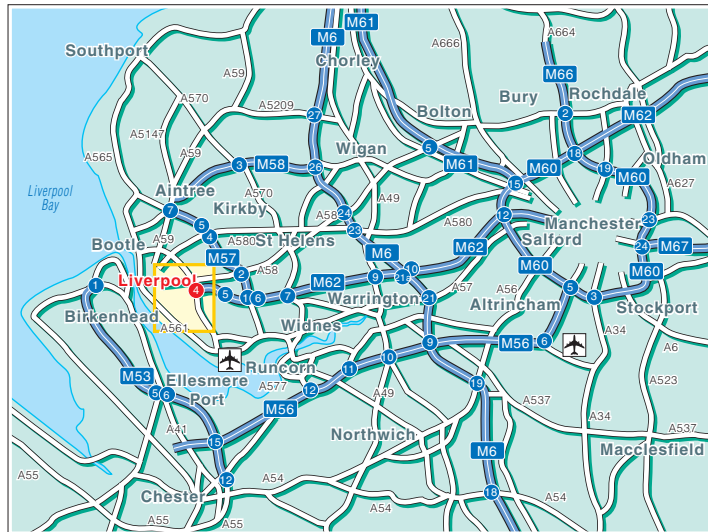 M61
M6
A666
A664
Southport
Chorley
A59
M66
Bury
Rochdale
A570
A5209
27
Bolton
2
M62
A5147
A565
A59
Wigan
5
18
3
M58
26
M61
M60
19
Oldham
M60
A627
15
Liverpool
Bay
Aintree
A570
A49
7
Kirkby
A58
24
12
23
5
4
A580
St Helens
23
A580
Manchester
Salford
24
M67
Bootle
A59
M57
M6
M62
2
A58
10
M60
M60
Liverpool
4
5
1
6
7
M62
9
21a
A57
A56
5
3
1
Warrington
21
Altrincham
Stockport
Birkenhead
A561
Widnes
9
M56
6
A34
A6
Runcorn
11
10
M53
Ellesmere
Port
5
6
A577
12
19
A523
M56
A49
A537
A41
A34
15
Northwich
M6
A537
Macclesfield
A55
12
A54
A54
18
Chester
A55
A55